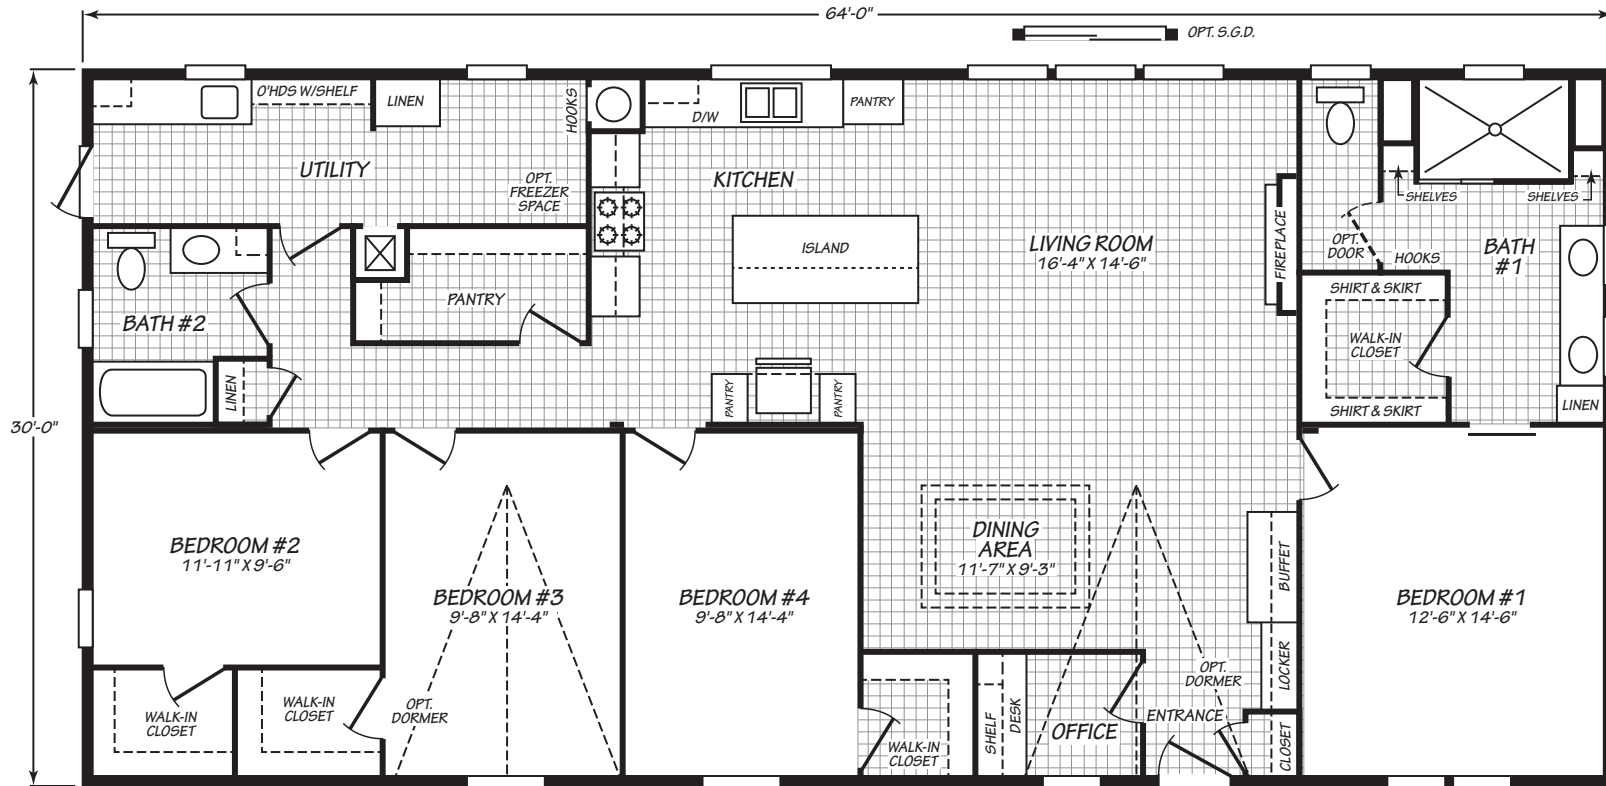 64'-0"
OPT. S.G.D.
O'HDS W/SHELF
LINEN
HOOKS
D/W
PANTRY
UTILITY
OPT.
FREEZER
SPACE
KITCHEN
ISLAND
LIVING ROOM
16'-4" X 14'-6"
FIREPLACE
SHELVES
SHELVES
OPT.
DOOR
HOOKS
BATH
#1
SHIRT & SKIRT
WALK-IN
CLOSET
SHIRT & SKIRT
LINEN
BATH #2
PANTRY
LINEN
PANTRY
PANTRY
30'-0"
BEDROOM #2
11'-11" X 9'-6"
BEDROOM #3
9'-8" X 14'-4"
BEDROOM #4
9'-8" X 14'-4"
DINING
AREA
11'-7" X 9'-3"
BUFFET
BEDROOM #1
12'-6" X 14'-6"
LOCKER
WALK-IN
CLOSET
WALK-IN
CLOSET
OPT.
DORMER
WALK-IN
CLOSET
SHELF
DESK
OFFICE
OPT.
DORMER
ENTRANCE
CLOSET